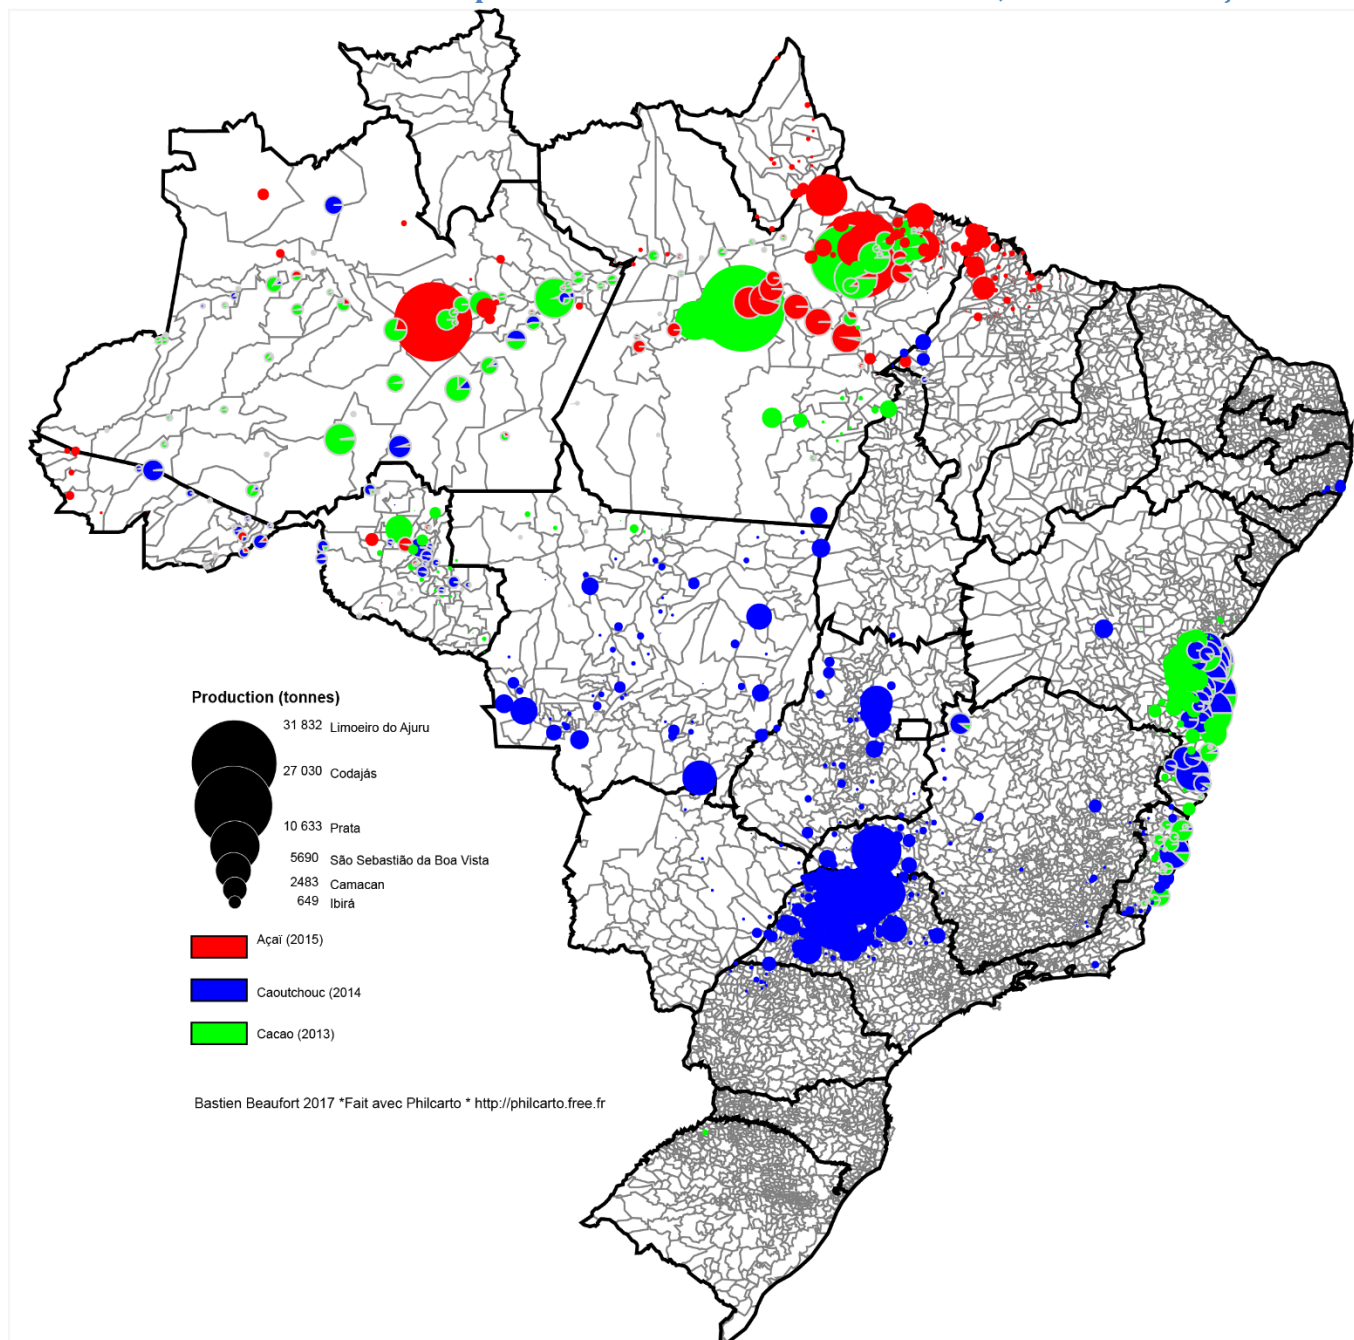 Production (tonnes)
31 832 Limoeiro do Ajuru
27 030 Codajás
10 633 Prata
5690 São Sebastião da Boa Vista
2483 Camacan
649 Ibirá
Açaï (2015)
Caoutchouc (2014
Cacao (2013)
Bastien Beaufort 2017 *Fait avec Philcarto * http://philcarto.free.fr